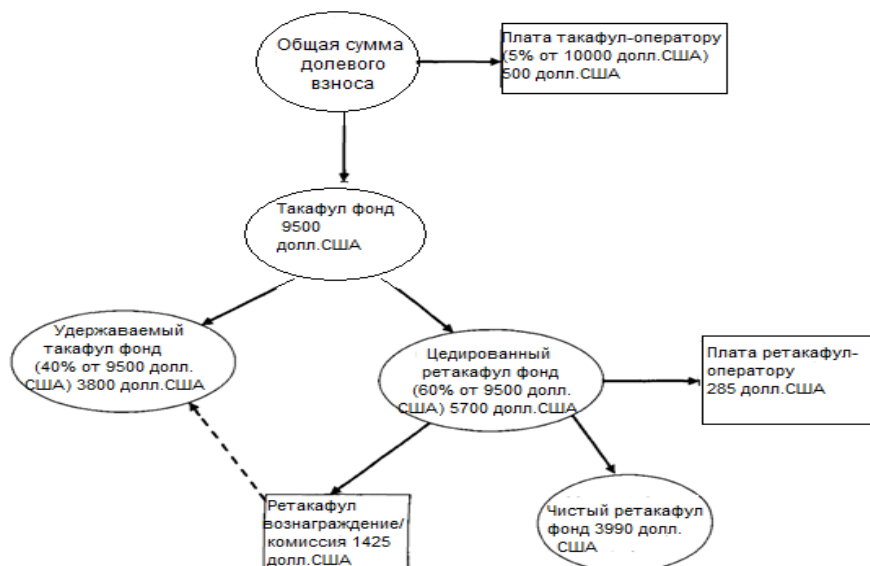 Общая сумма
долевого
взноса
Плата такафул-оператору
(5% от 10000 долл.США)
500 долл.США
Такафул фонд
9500
долл.США
Удержаваемый
такафул фонд
(40% от 9500 долл.
США) 3800 долл.США
Цедированный
ретакафул фонд
(60% от 9500 долл.
США) 5700 долл.США
Плата ретакафул-
оператору
285 долл.США
Ретакафул
вознаграждение/
комиссия 1425
долл.США
Чистый ретакафул
фонд 3990 долл.
США